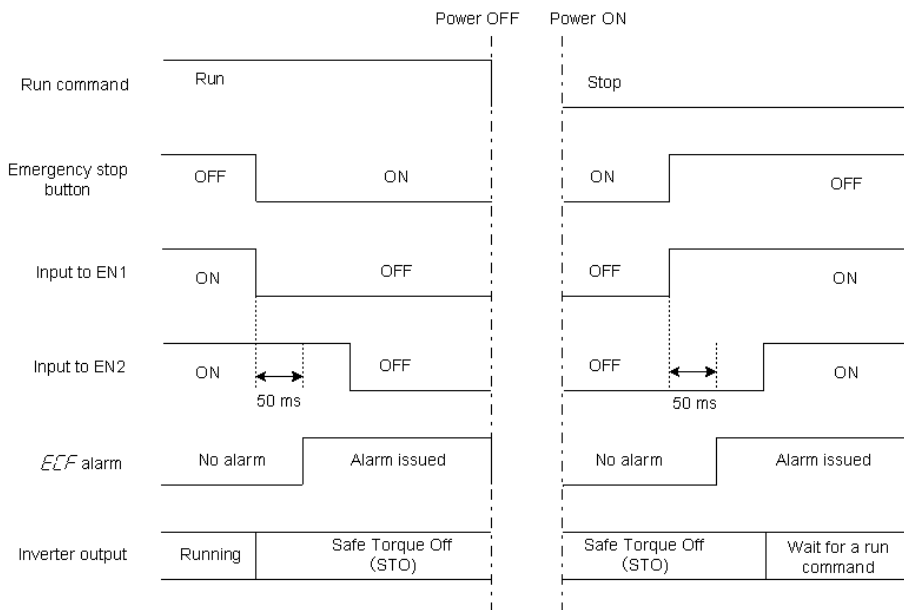 Power OFF
Power ON
Run command
Run
Stop
Emergency stop
button
OFF
ON
ON
OFF
Input to EN1
ON
OFF
OFF
ON
Input to EN2
ON
OFF
OFF
ON
50 ms
50 ms
ECF alarm
No alarm
Alarm issued
No alarm
Alarm issued
Inverter output
Running
Safe Torque Off
(STO)
Safe Torque Off
(STO)
Wait for a run
command